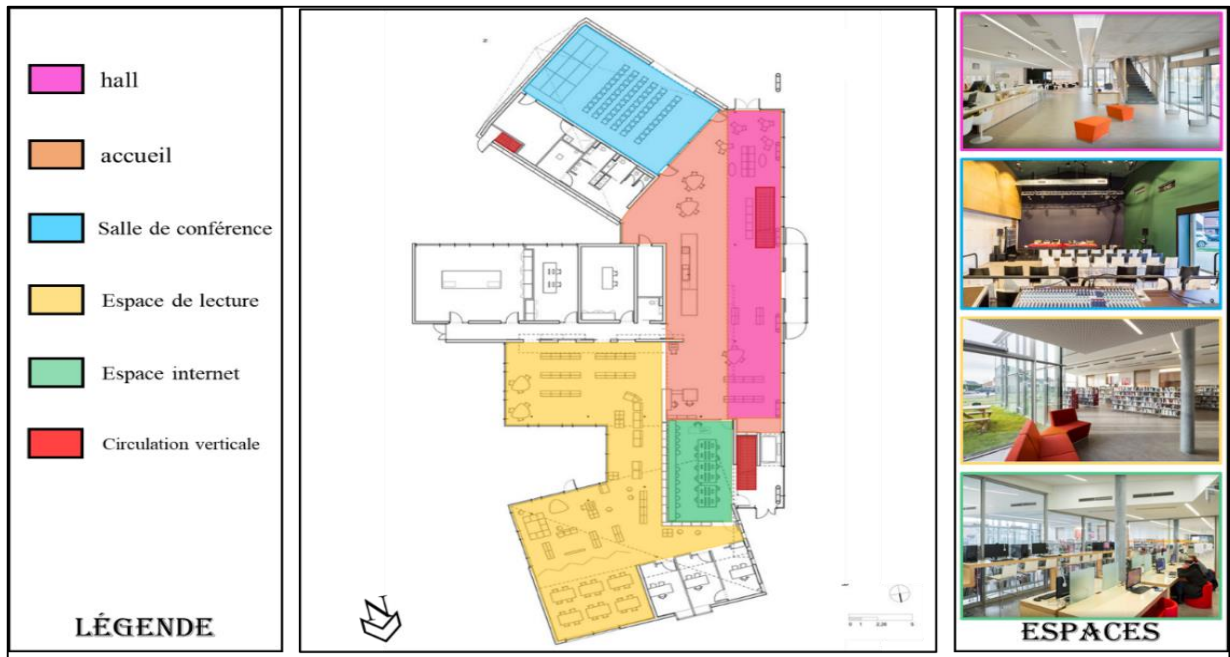 hall
accueil
Salle de conférence
Espace de lecture
Espace internet
Circulation verticale
LÉGENDE
N
ESPACES